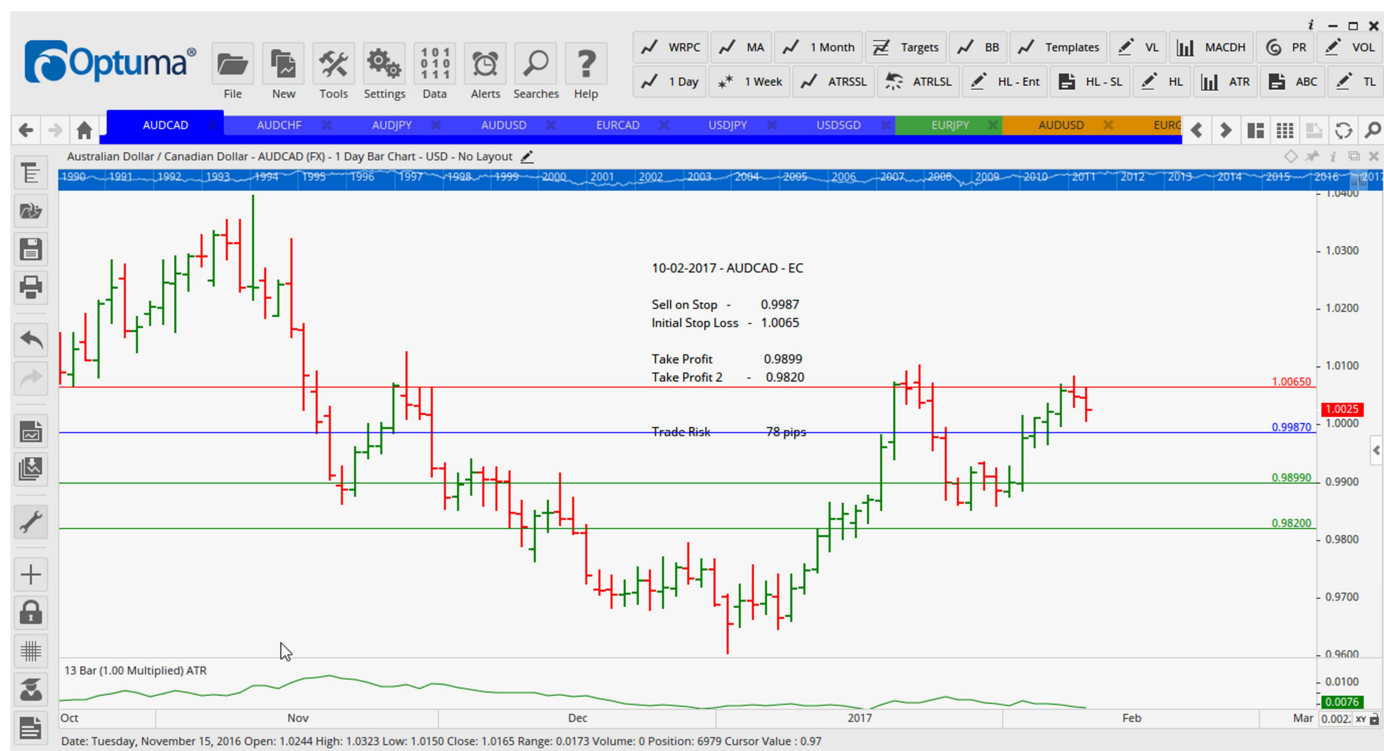 i
Optuma®
File New Tools Settings Data Alerts Searches Help
101
010
111
WRPC MA 1 Month Targets BB Templates VL MACDH PR VOL
1 Day 1 Week ATRSSL ATRLSL HL - Ent HL - SL HL ATR ABC TL
AUDCAD AUDCHF AUDJPY AUDUSD EURCAD USDJPY USDSGD EURJPY AUDUSD EURG
Australian Dollar / Canadian Dollar - AUDCAD (FX) - 1 Day Bar Chart - USD - No Layout
1990 1991 1992 1993 1994 1995 1996 1997 1998 1999 2000 2001 2002 2003 2004 2005 2006 2007 2008 2009 2010 2011 2012 2013 2014 2015 2016 2017
1.0400
1.0300
10-02-2017 - AUDCAD - EC
Sell on Stop - 0.9987
1.0200
Initial Stop Loss - 1.0065
Take Profit 0.9899
1.0100
Take Profit 2 - 0.9820
1.00650
1.0025
1.0000
0.99870
Trade Risk 78 pips
0.98990
0.9900
0.98200
0.9800
0.9700
0.9600
13 Bar (1.00 Multiplied) ATR
0.0100
0.0076
Oct Nov Dec 2017 Feb Mar 0.002: XY
Date: Tuesday, November 15, 2016 Open: 1.0244 High: 1.0323 Low: 1.0150 Close: 1.0165 Range: 0.0173 Volume: 0 Position: 6979 Cursor Value : 0.97